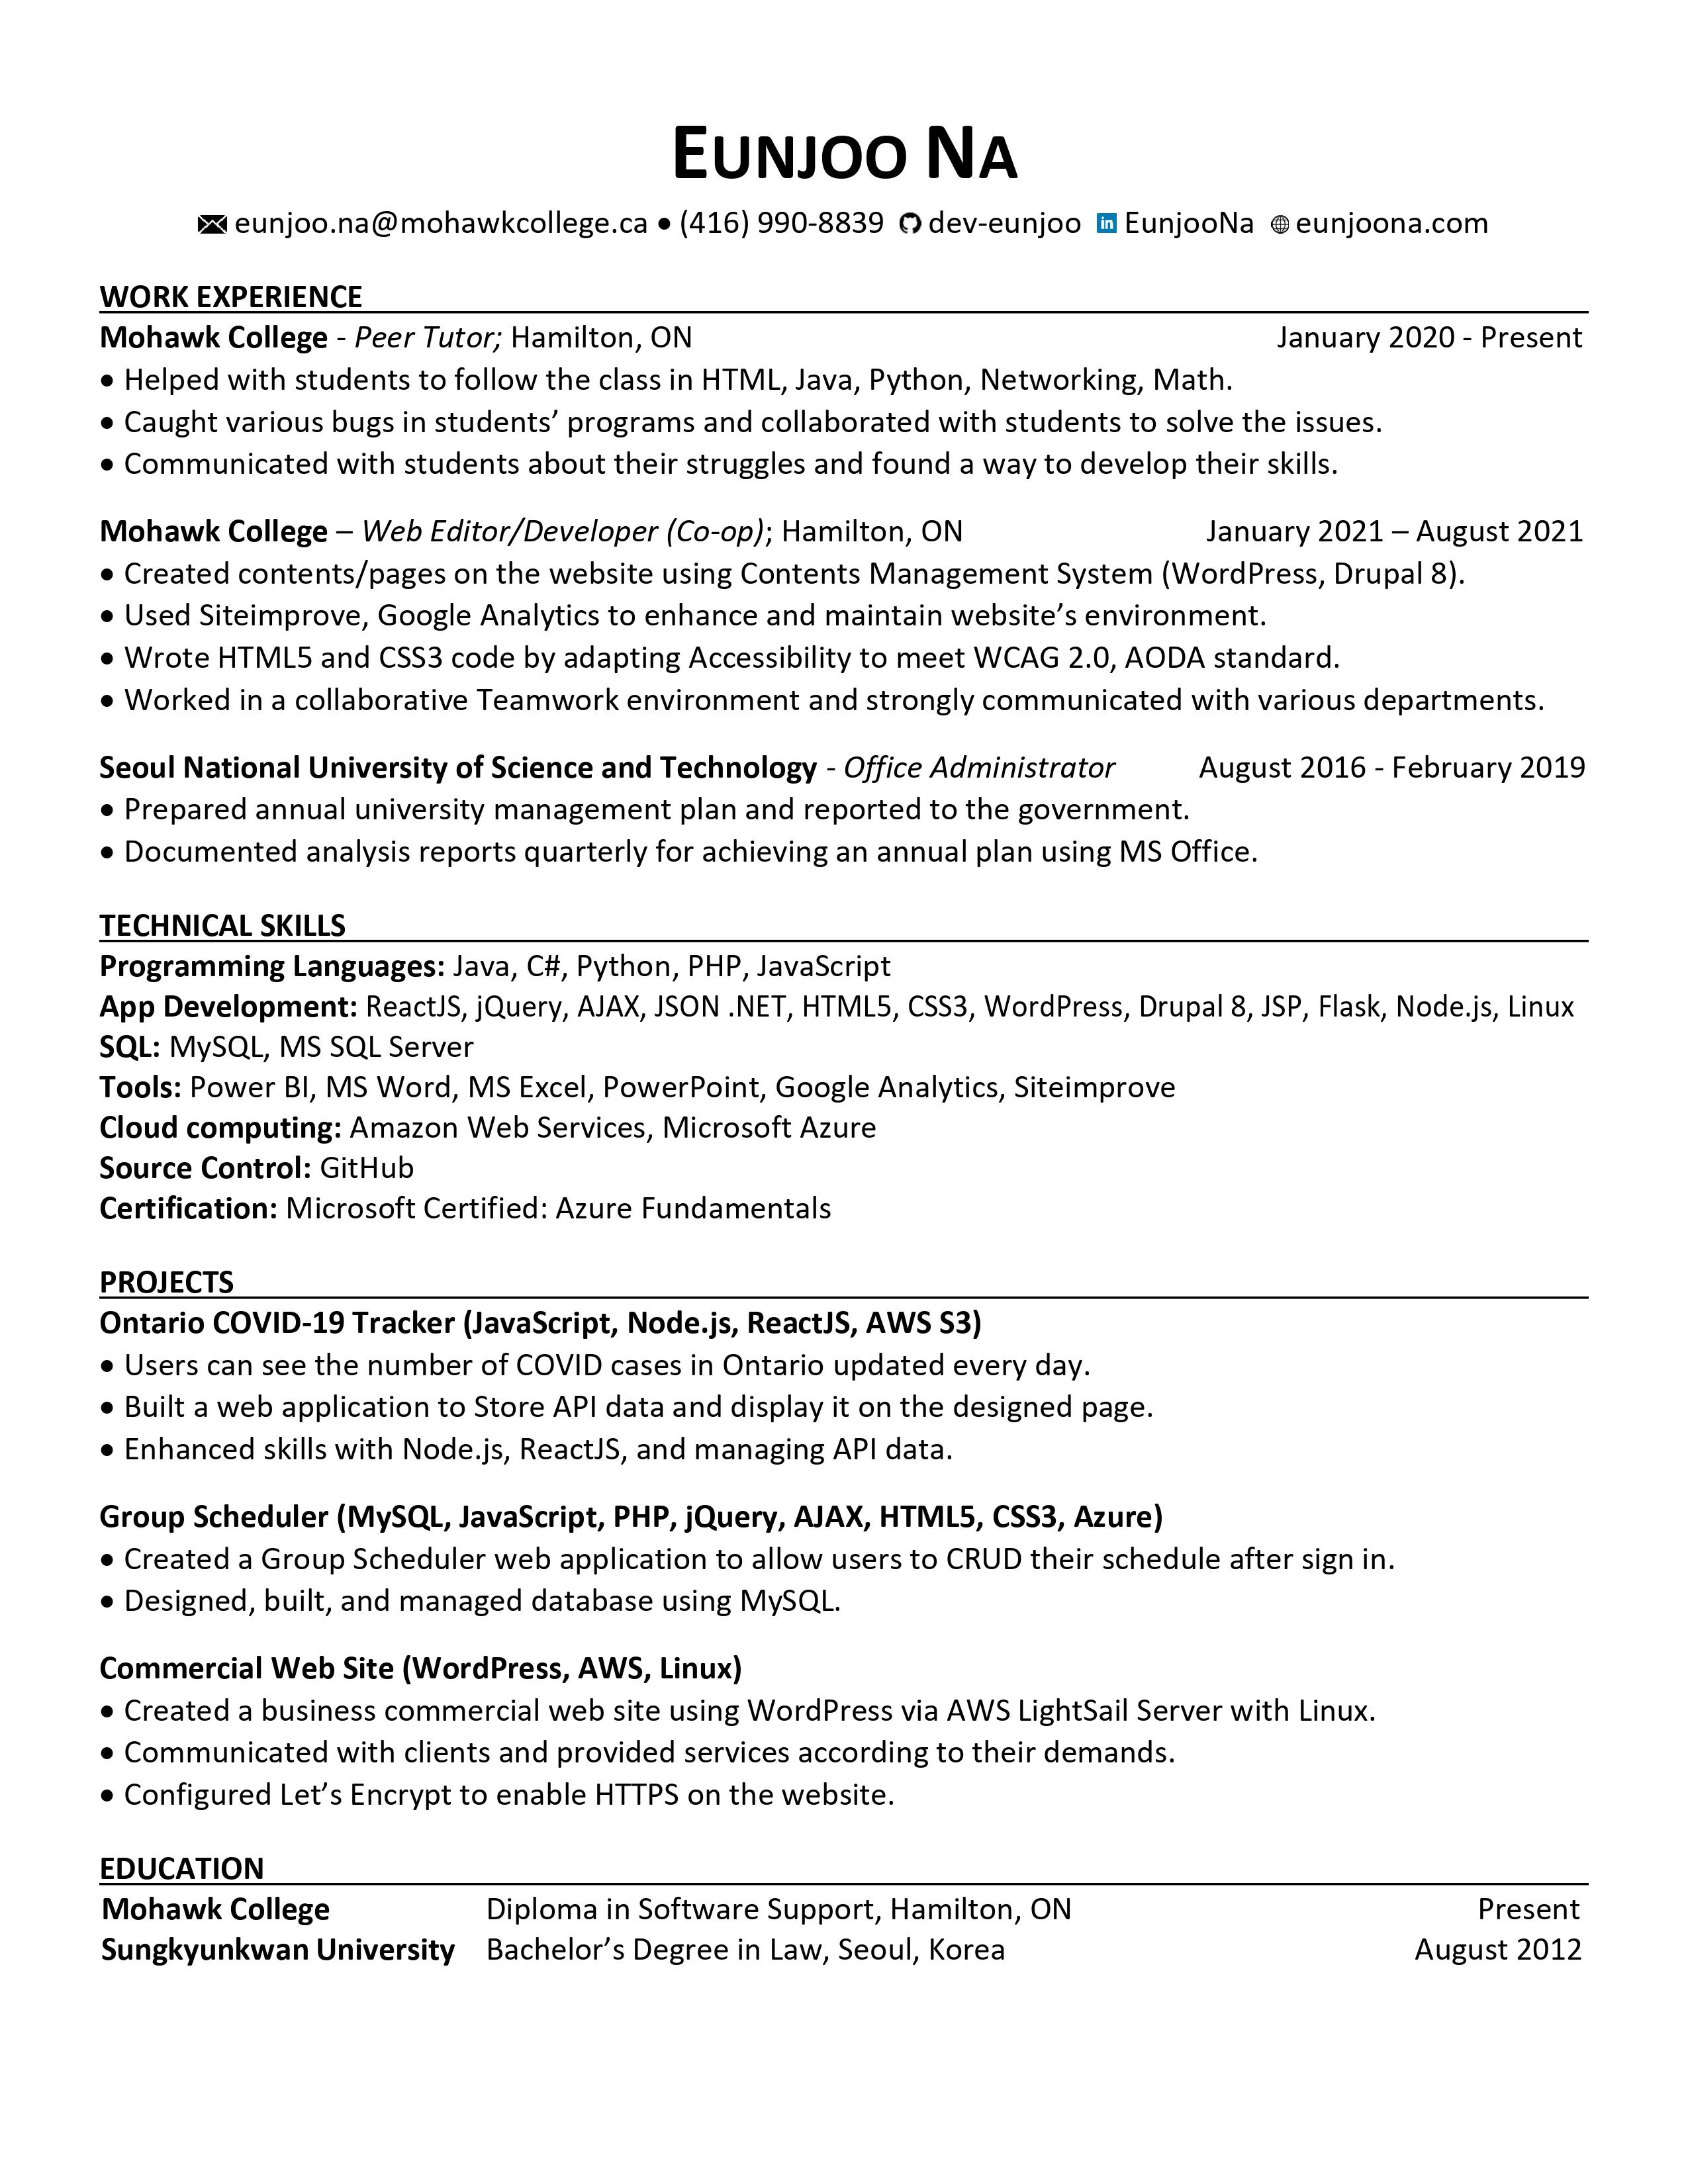 EUNJOO NA
eunjoo.na@mohawkcollege.ca • (416) 990-8839 dev-eunjoo in EunjooNa eunjoona.com
WORK EXPERIENCE
Mohawk College - Peer Tutor; Hamilton, ON January 2020 - Present
• Helped with students to follow the class in HTML, Java, Python, Networking, Math.
• Caught various bugs in students’ programs and collaborated with students to solve the issues.
• Communicated with students about their struggles and found a way to develop their skills.
Mohawk College – Web Editor/Developer (Co-op); Hamilton, ON January 2021 – August 2021
• Created contents/pages on the website using Contents Management System (WordPress, Drupal 8).
• Used Siteimprove, Google Analytics to enhance and maintain website’s environment.
• Wrote HTML5 and CSS3 code by adapting Accessibility to meet WCAG 2.0, AODA standard.
• Worked in a collaborative Teamwork environment and strongly communicated with various departments.
Seoul National University of Science and Technology - Office Administrator August 2016 - February 2019
• Prepared annual university management plan and reported to the government.
• Documented analysis reports quarterly for achieving an annual plan using MS Office.
TECHNICAL SKILLS
Programming Languages: Java, C#, Python, PHP, JavaScript
App Development: ReactJS, jQuery, AJAX, JSON .NET, HTML5, CSS3, WordPress, Drupal 8, JSP, Flask, Node.js, Linux
SQL: MySQL, MS SQL Server
Tools: Power BI, MS Word, MS Excel, PowerPoint, Google Analytics, Siteimprove
Cloud computing: Amazon Web Services, Microsoft Azure
Source Control: GitHub
Certification: Microsoft Certified: Azure Fundamentals
PROJECTS
Ontario COVID-19 Tracker (JavaScript, Node.js, ReactJS, AWS S3)
• Users can see the number of COVID cases in Ontario updated every day.
• Built a web application to Store API data and display it on the designed page.
• Enhanced skills with Node.js, ReactJS, and managing API data.
Group Scheduler (MySQL, JavaScript, PHP, jQuery, AJAX, HTML5, CSS3, Azure)
• Created a Group Scheduler web application to allow users to CRUD their schedule after sign in.
• Designed, built, and managed database using MySQL.
Commercial Web Site (WordPress, AWS, Linux)
• Created a business commercial web site using WordPress via AWS LightSail Server with Linux.
• Communicated with clients and provided services according to their demands.
• Configured Let’s Encrypt to enable HTTPS on the website.
EDUCATION
Mohawk College Diploma in Software Support, Hamilton, ON Present
Sungkyunkwan University Bachelor’s Degree in Law, Seoul, Korea August 2012